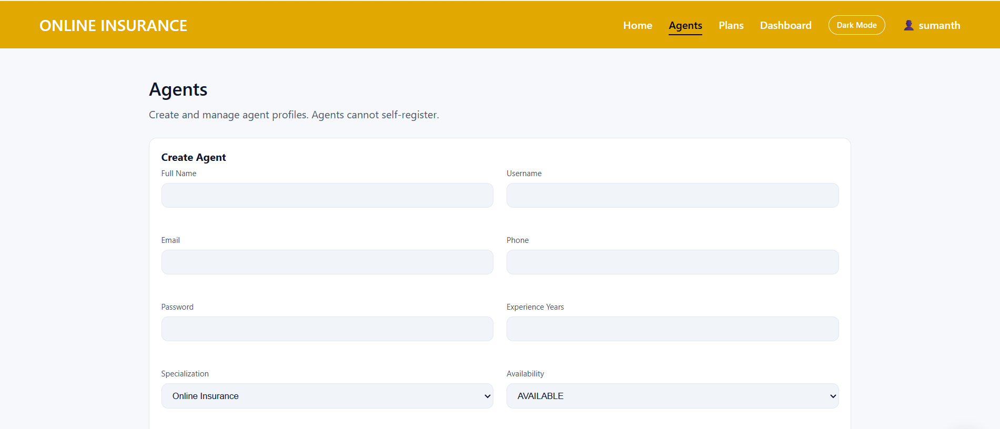 ONLINE INSURANCE
Home Agents Plans Dashboard Dark Mode sumanth
Agents
Create and manage agent profiles. Agents cannot self-register.
Create Agent
Full Name Username
Email Phone
Password Experience Years
Specialization Availability
Online Insurance AVAILABLE